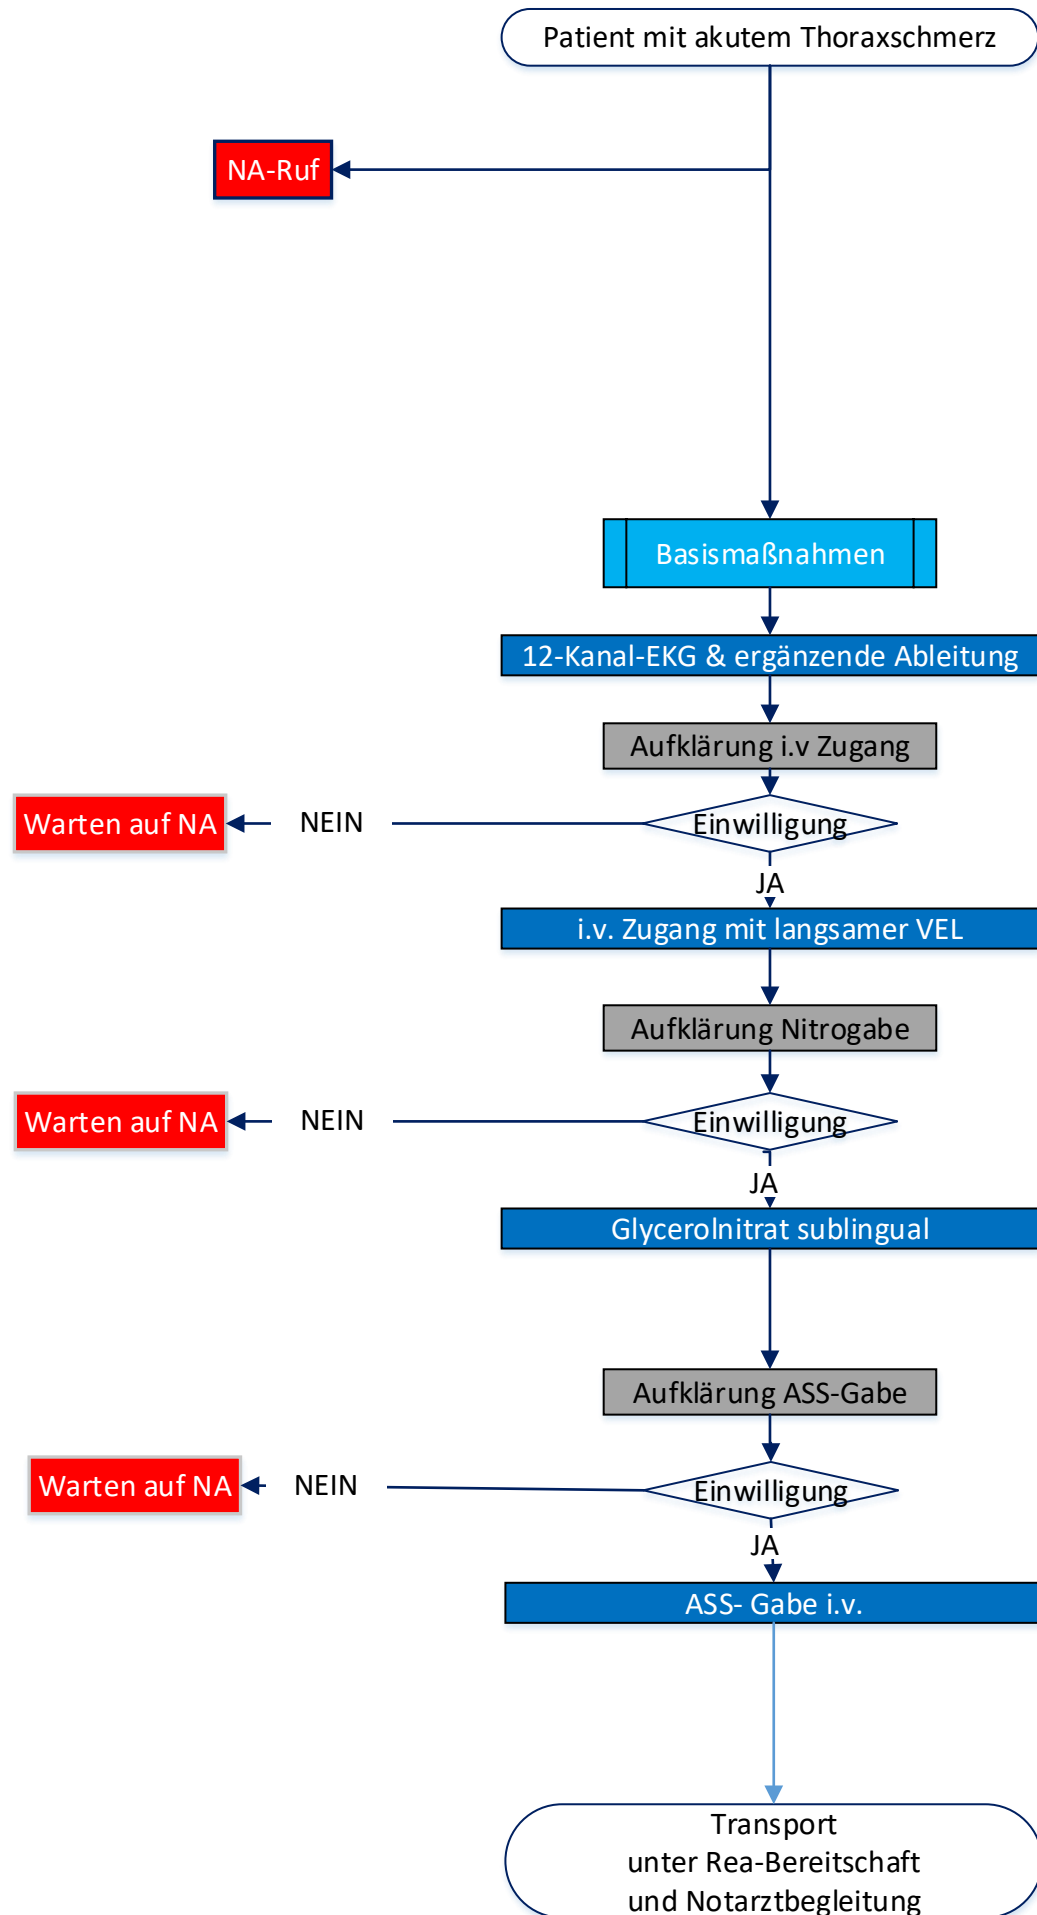 Patient mit akutem Thoraxschmerz
NA-Ruf
Basismaßnahmen
12-Kanal-EKG & ergänzende Ableitung
Aufklärung i.v Zugang
Warten auf NA
NEIN
Einwilligung
JA
i.v. Zugang mit langsamer VEL
Aufklärung Nitrogabe
Warten auf NA
NEIN
Einwilligung
JA
Glycerolnitrat sublingual
Aufklärung ASS-Gabe
Warten auf NA
NEIN
Einwilligung
JA
ASS- Gabe i.v.
Transport
unter Rea-Bereitschaft
und Notarztbegleitung